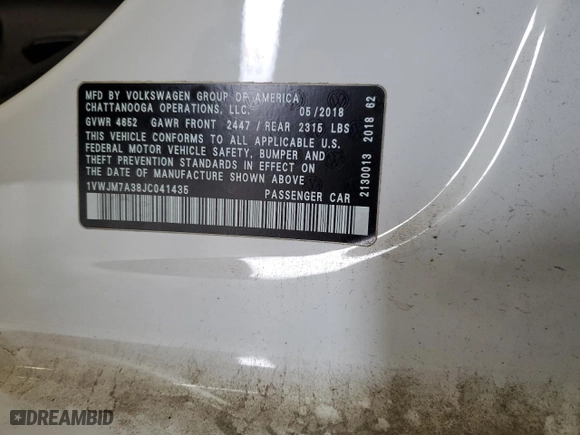 MFD BY VOLKSWAGEN GROUP OF AMERICA
CHATTANOOGA OPERATIONS, LLC. 05/2018
GVWR 4652 GAWR FRONT 2447/REAR 2315 LBS
THIS VEHICLE CONFORMS TO ALL APPLICABLE U.S.
FEDERAL MOTOR VEHICLE SAFETY, BUMPER AND
THEFT PREVENTION STANDARDS IN EFFECT ON
THE DATE OF MANUFACTURE SHOWN ABOVE
1VWJM7A38JC041435 PASSENGER CAR
2130013 2018 62
DREAMBID